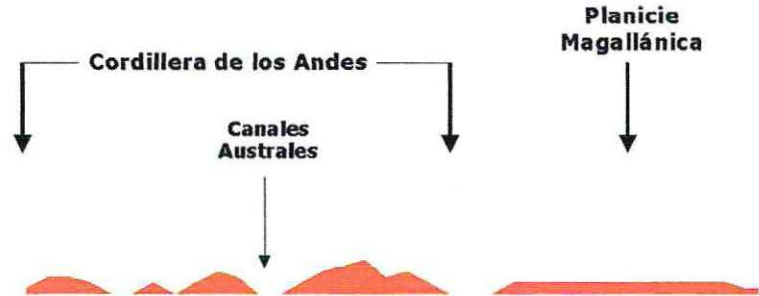 Planicie
Magallánica
Cordillera de los Andes
Canales
Australes